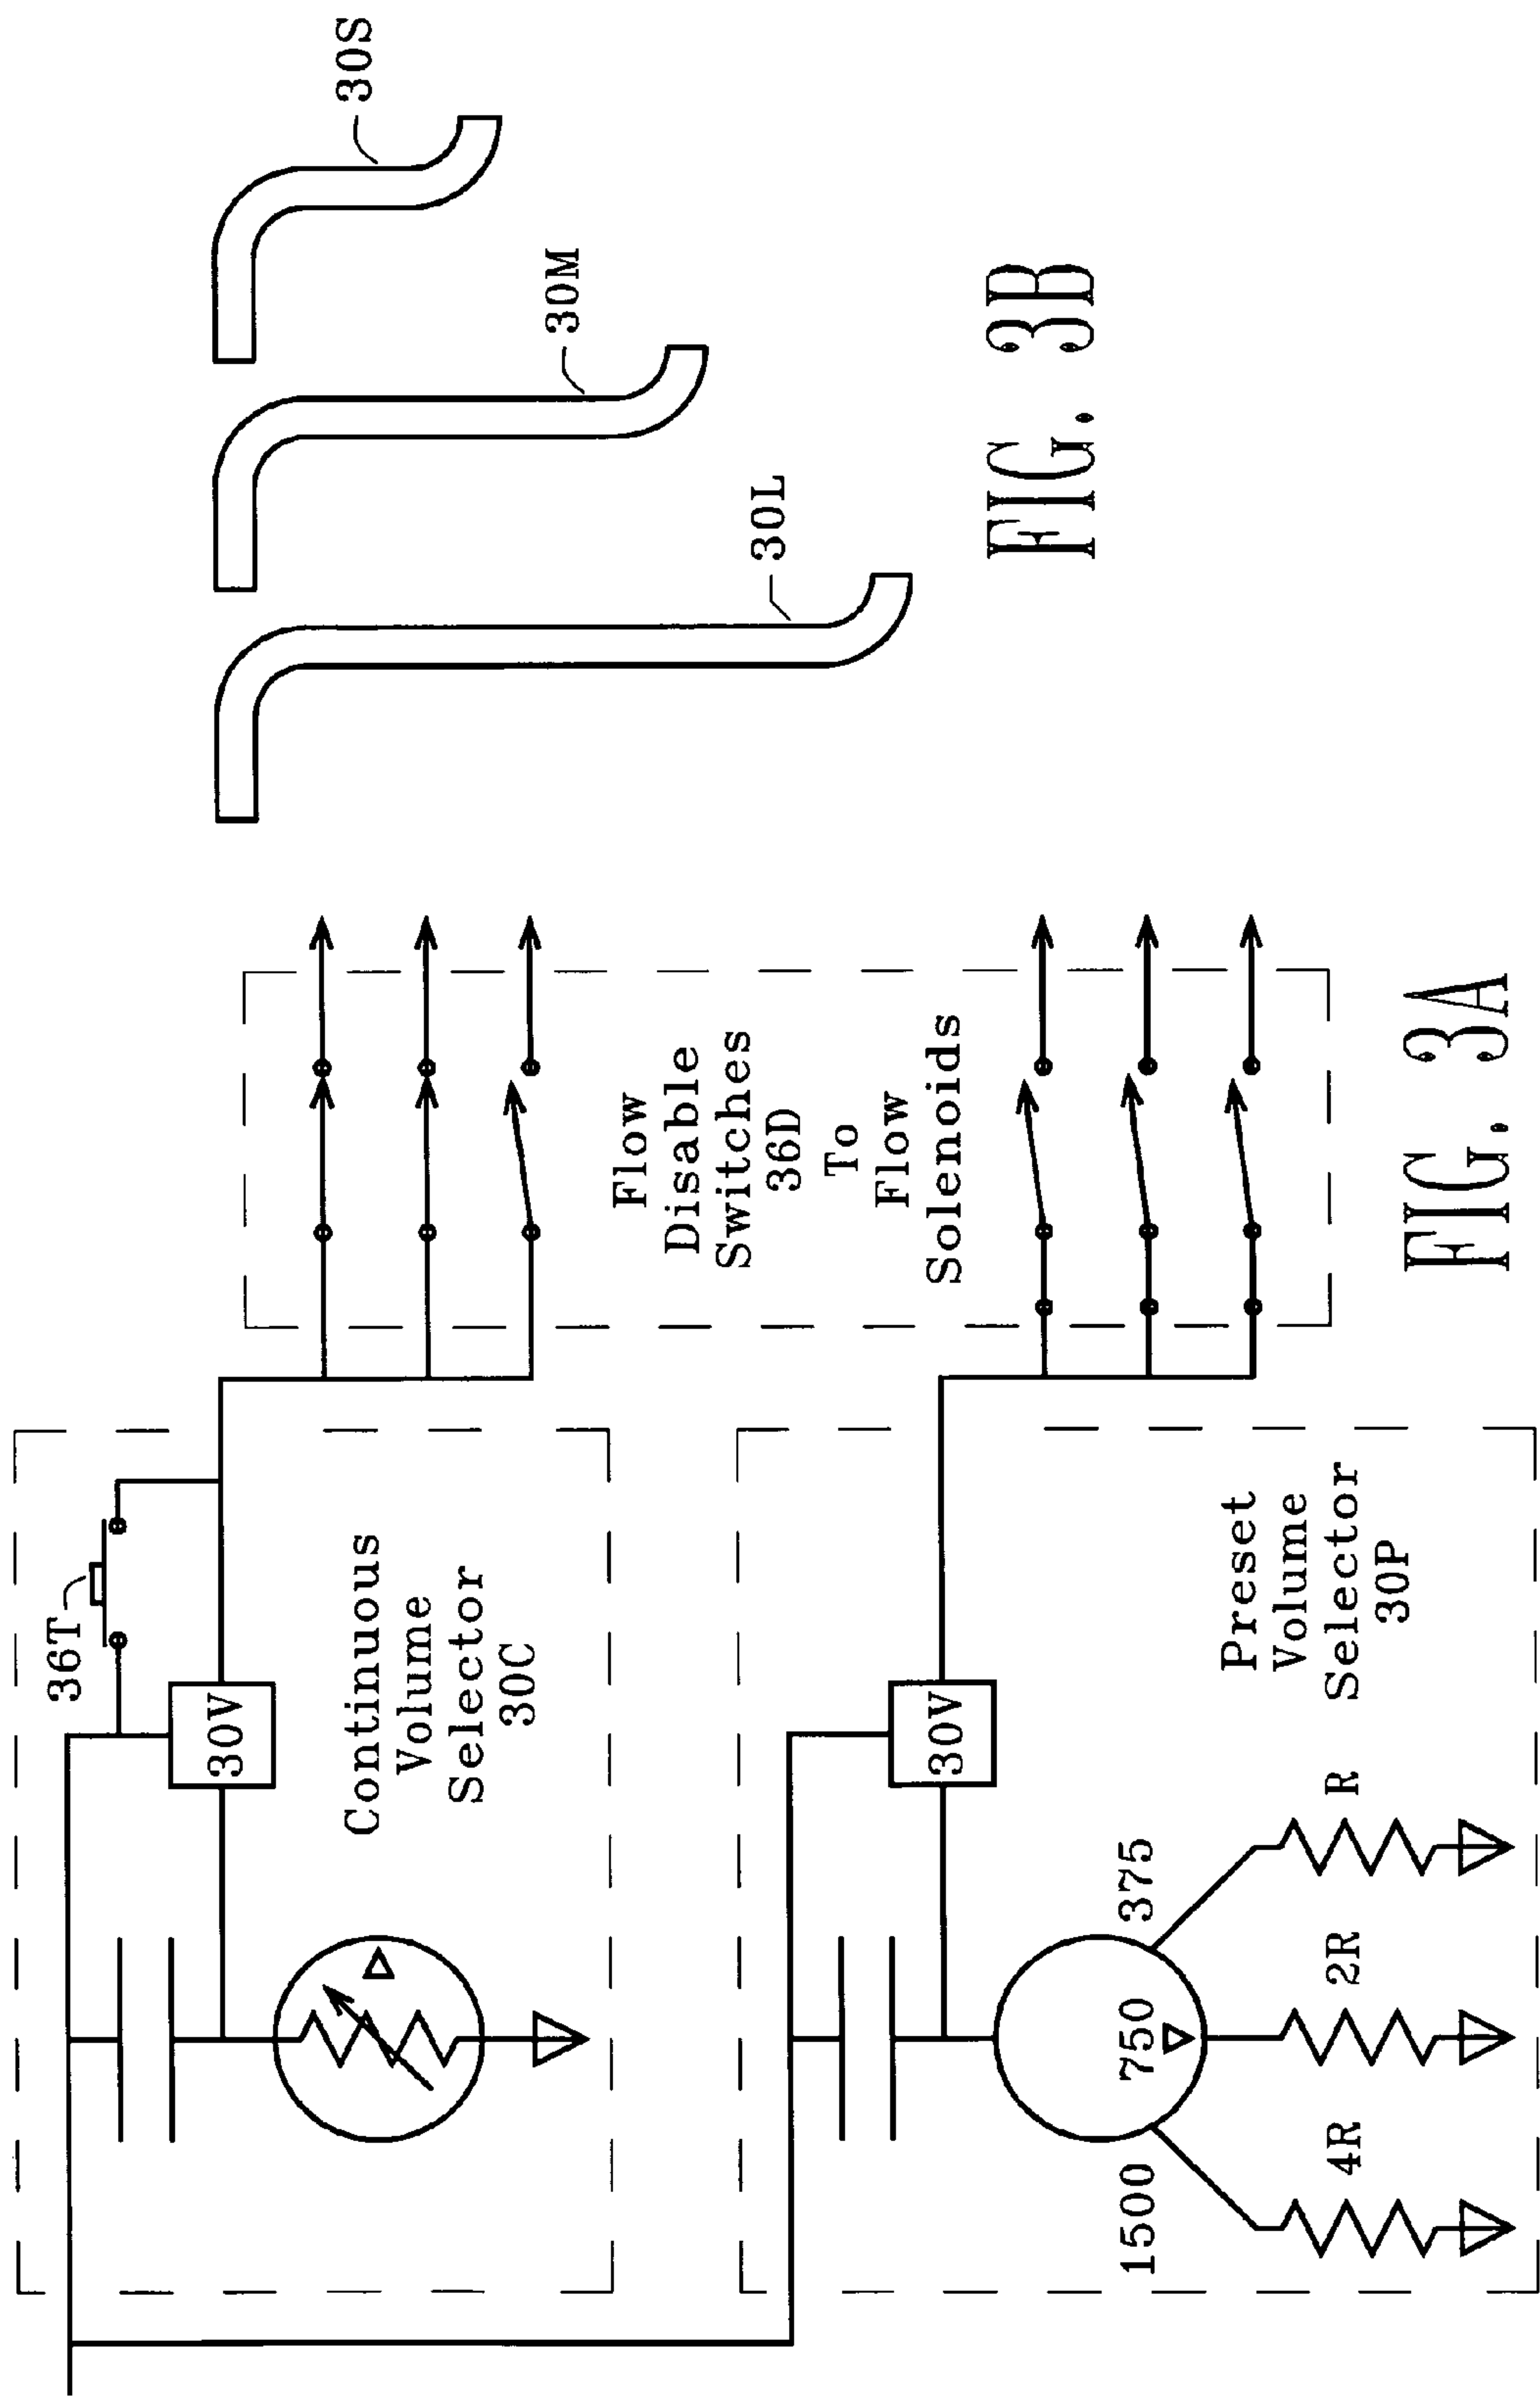 36T
30V
Continuous
Volume
Selector
30C
30V
1500
750
375
4R
2R
R
Preset
Volume
Selector
30P
Flow
Disable
Switches
36D
To
Flow
Solenoids
FIG. 3A
30L
30M
30S
FIG. 3B